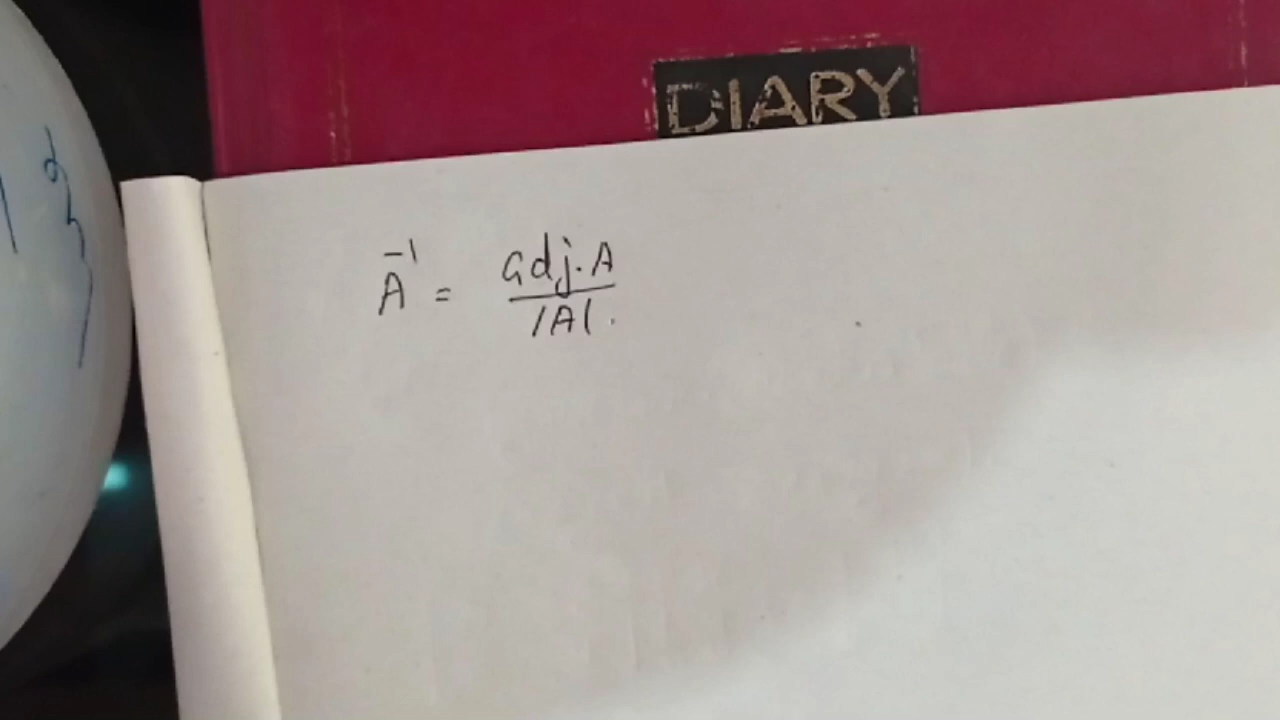 DIARY
A⁻¹ = adj.A
|A|.